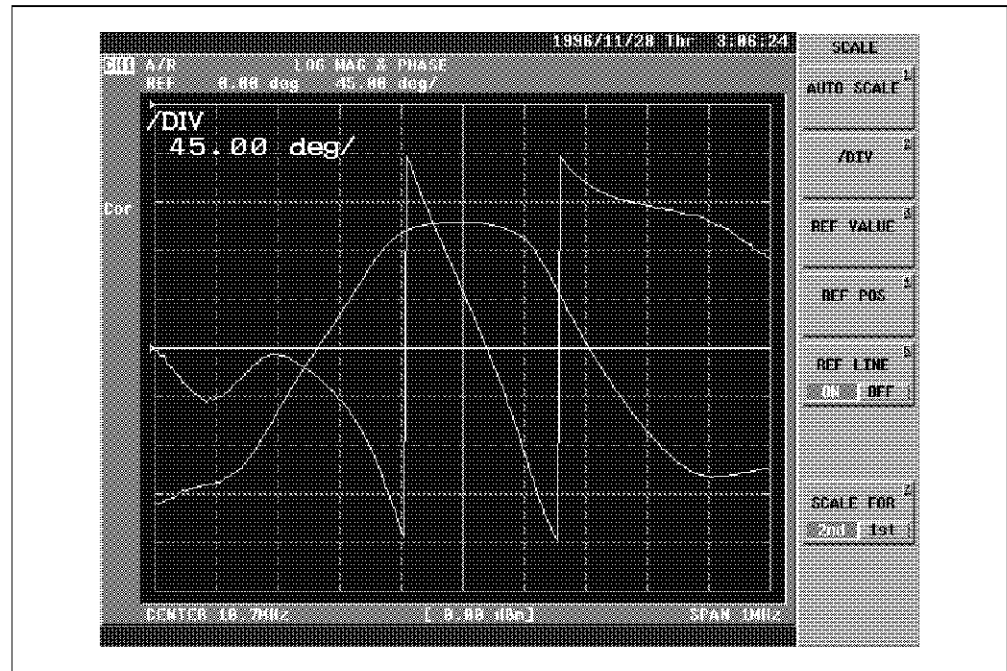 1996/11/28 Thr 3:06:24
CH1 A/R LOG MAG & PHASE
REF 0.00 deg 45.00 deg/
/DIV
45.00 deg/
Cor
CENTER 10.7MHz [ 0.00 dBm] SPAN 1MHz
SCALE
AUTO SCALE
/DIV
REF VALUE
REF POS
REF LINE
ON OFF
SCALE FOR
2nd 1st